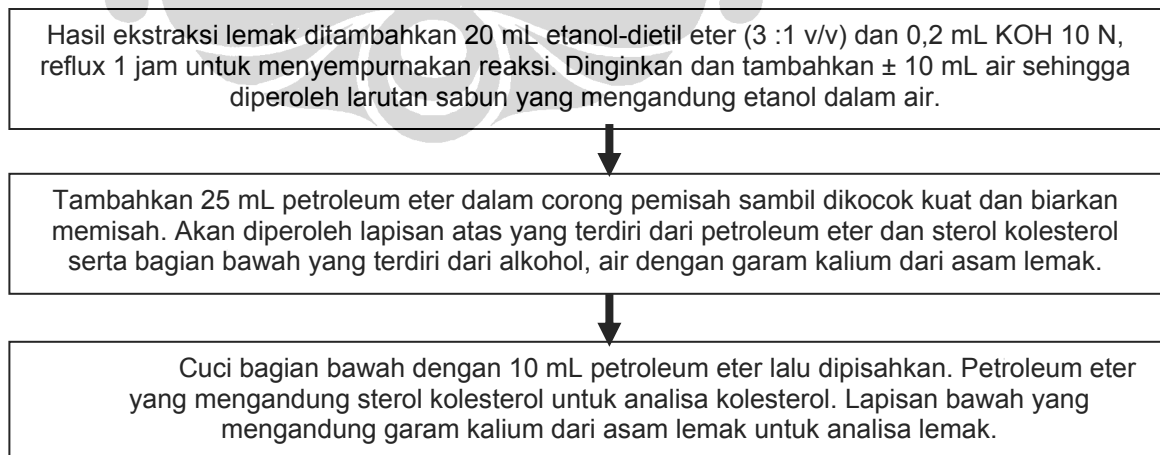 Hasil ekstraksi lemak ditambahkan 20 mL etanol-dietil eter (3 :1 v/v) dan 0,2 mL KOH 10 N,
reflux 1 jam untuk menyempurnakan reaksi. Dinginkan dan tambahkan ± 10 mL air sehingga
diperoleh larutan sabun yang mengandung etanol dalam air.
Tambahkan 25 mL petroleum eter dalam corong pemisah sambil dikocok kuat dan biarkan
memisah. Akan diperoleh lapisan atas yang terdiri dari petroleum eter dan sterol kolesterol
serta bagian bawah yang terdiri dari alkohol, air dengan garam kalium dari asam lemak.
Cuci bagian bawah dengan 10 mL petroleum eter lalu dipisahkan. Petroleum eter
yang mengandung sterol kolesterol untuk analisa kolesterol. Lapisan bawah yang
mengandung garam kalium dari asam lemak untuk analisa lemak.